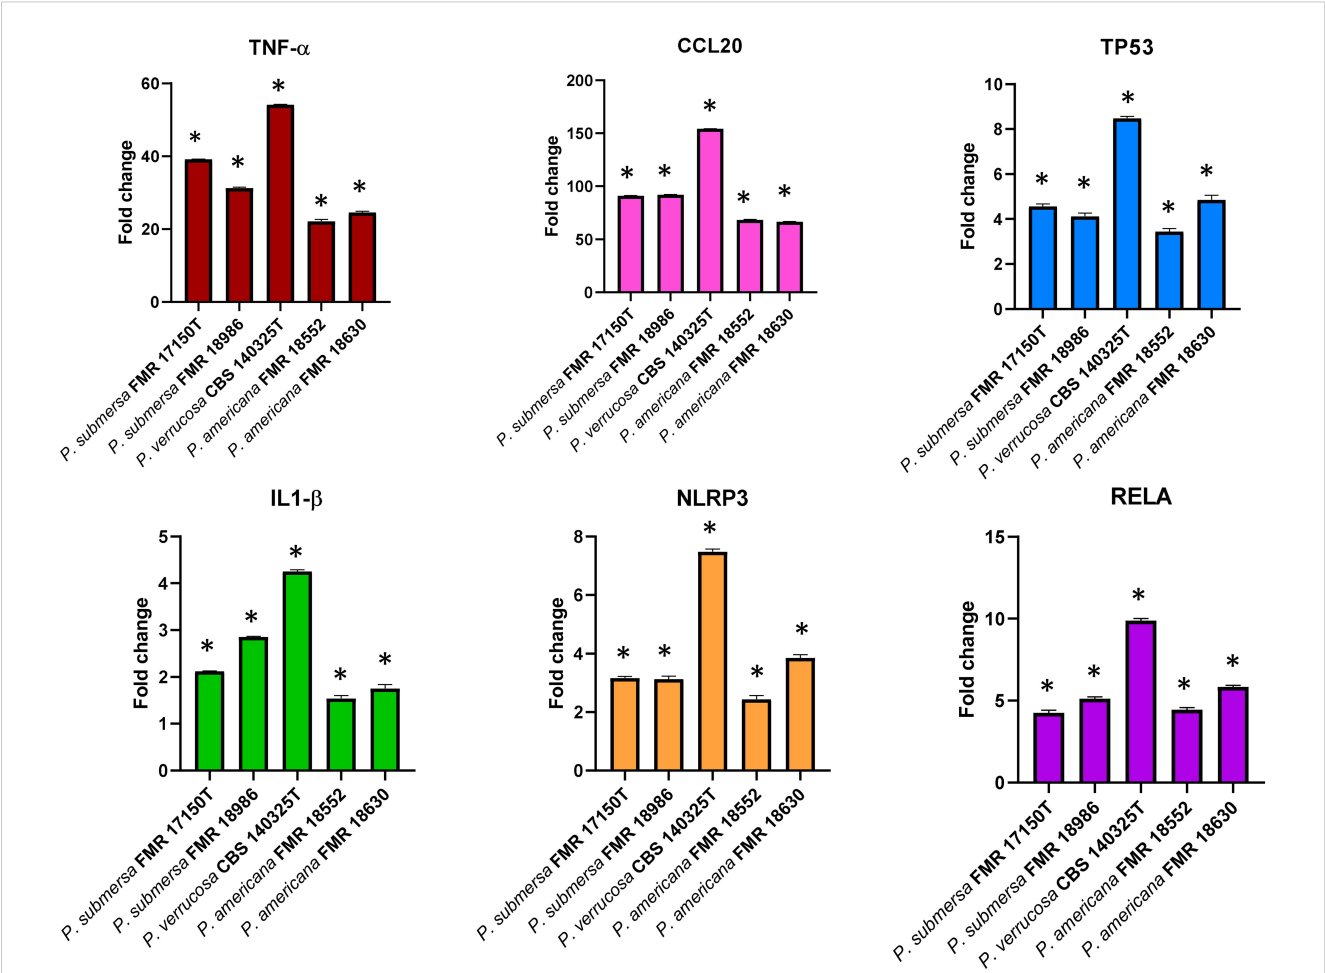 TNF-α
60
40
20
0
Fold change
*
*
*
*
*
P. submersa FMR 17150T
P. submersa FMR 18986
P. verrucosa CBS 140325T
P. americana FMR 18552
P. americana FMR 18630
CCL20
200
150
100
50
0
Fold change
*
*
*
*
*
P. submersa FMR 17150T
P. submersa FMR 18986
P. verrucosa CBS 140325T
P. americana FMR 18552
P. americana FMR 18630
TP53
10
8
6
4
2
0
Fold change
*
*
*
*
*
P. submersa FMR 17150T
P. submersa FMR 18986
P. verrucosa CBS 140325T
P. americana FMR 18552
P. americana FMR 18630
IL1-β
5
4
3
2
1
0
Fold change
*
*
*
*
*
P. submersa FMR 17150T
P. submersa FMR 18986
P. verrucosa CBS 140325T
P. americana FMR 18552
P. americana FMR 18630
NLRP3
8
6
4
2
0
Fold change
*
*
*
*
*
P. submersa FMR 17150T
P. submersa FMR 18986
P. verrucosa CBS 140325T
P. americana FMR 18552
P. americana FMR 18630
RELA
15
10
5
0
Fold change
*
*
*
*
*
P. submersa FMR 17150T
P. submersa FMR 18986
P. verrucosa CBS 140325T
P. americana FMR 18552
P. americana FMR 18630